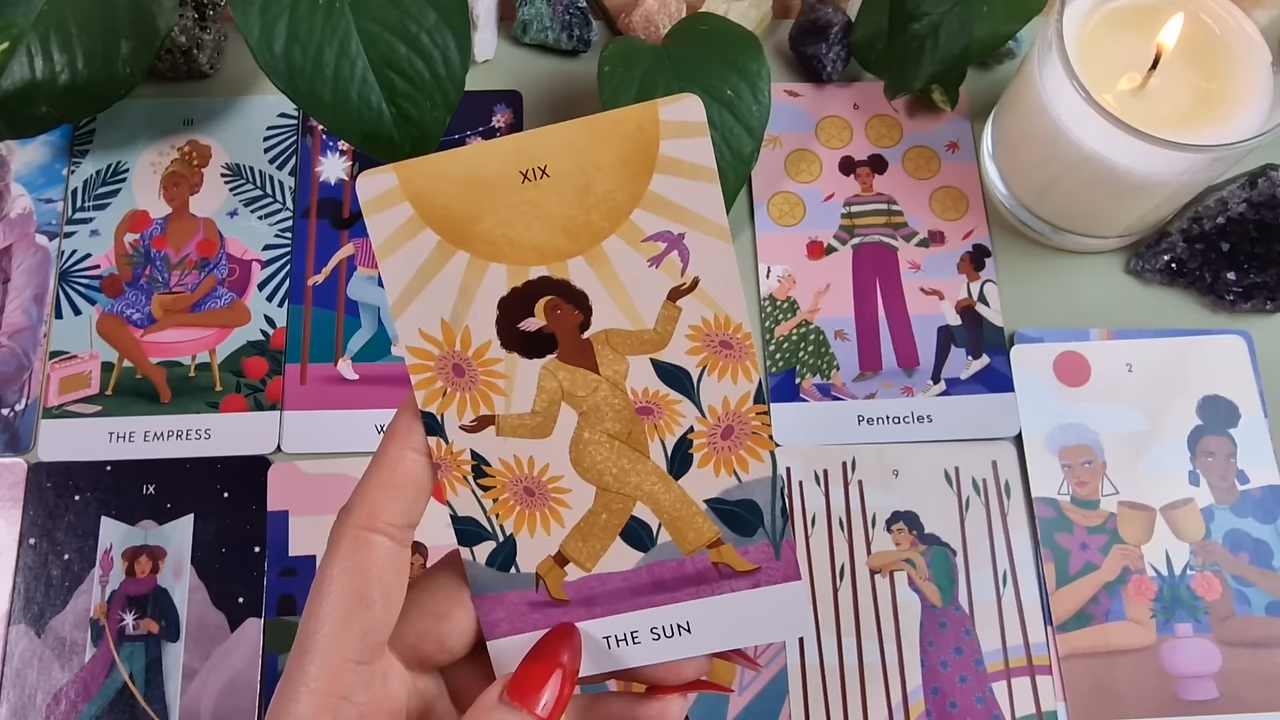 III
XIX
6
THE EMPRESS
W
Pentacles
2
IX
9
THE SUN